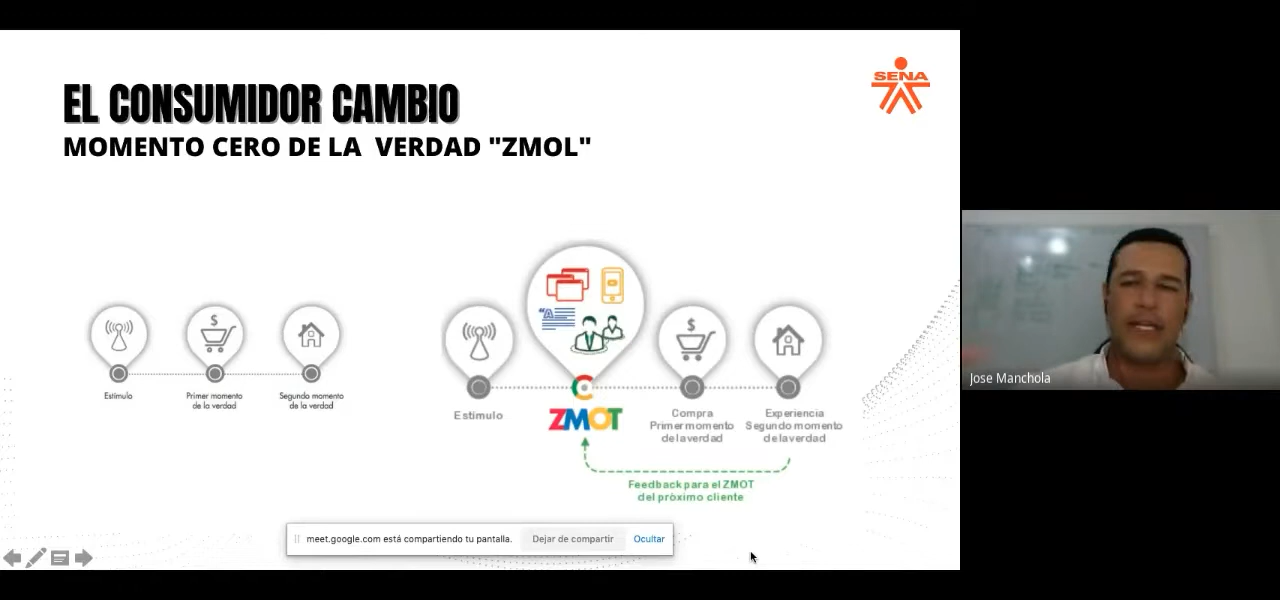 SENA
EL CONSUMIDOR CAMBIO
MOMENTO CERO DE LA VERDAD "ZMOL"
$
Estímulo
Primer momento
de la verdad
Segundo momento
de la verdad
"A
$
Estímulo
ZMOT
Compra
Primer momento
de la verdad
Experiencia
Segundo momento
de la verdad
Feedback para el ZMOT
del próximo cliente
meet.google.com está compartiendo tu pantalla.
Dejar de compartir
Ocultar
Jose Manchola